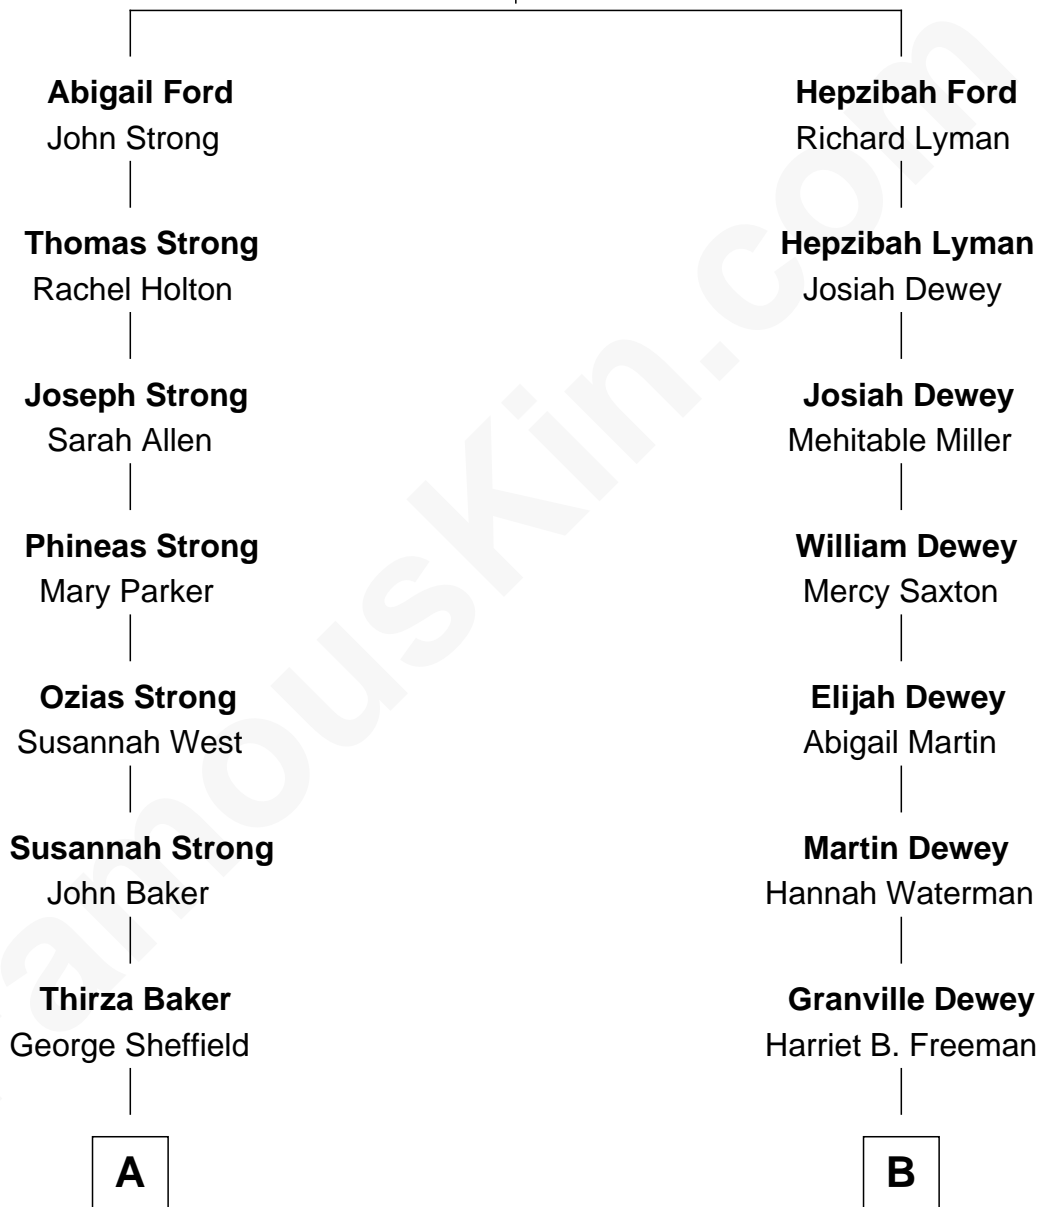 Abigail Ford
John Strong
Thomas Strong
Rachel Holton
Joseph Strong
Sarah Allen
Phineas Strong
Mary Parker
Ozias Strong
Susannah West
Susannah Strong
John Baker
Thirza Baker
George Sheffield
A
Hepzibah Ford
Richard Lyman
Hepzibah Lyman
Josiah Dewey
Josiah Dewey
Mehitable Miller
William Dewey
Mercy Saxton
Elijah Dewey
Abigail Martin
Martin Dewey
Hannah Waterman
Granville Dewey
Harriet B. Freeman
B
amouskin.com